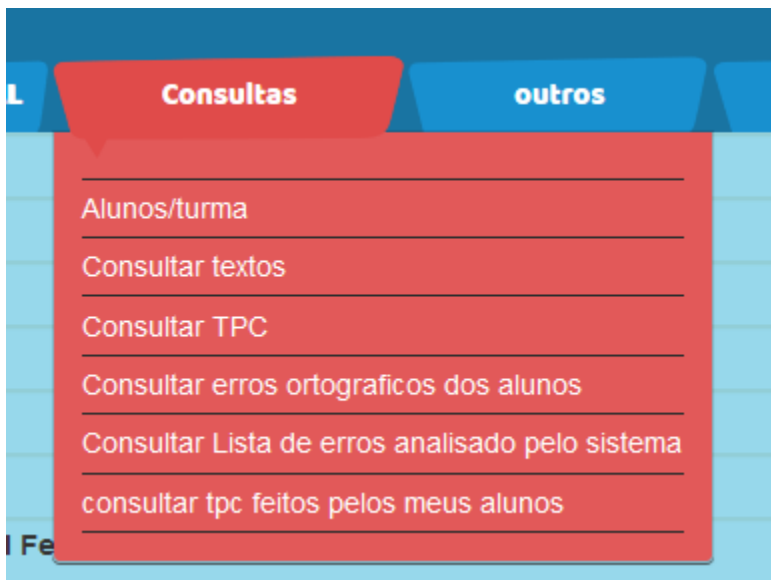 L Consultas outros
Alunos/turma
Consultar textos
Consultar TPC
Consultar erros ortograficos dos alunos
Consultar Lista de erros analisado pelo sistema
consultar tpc feitos pelos meus alunos
l Fe